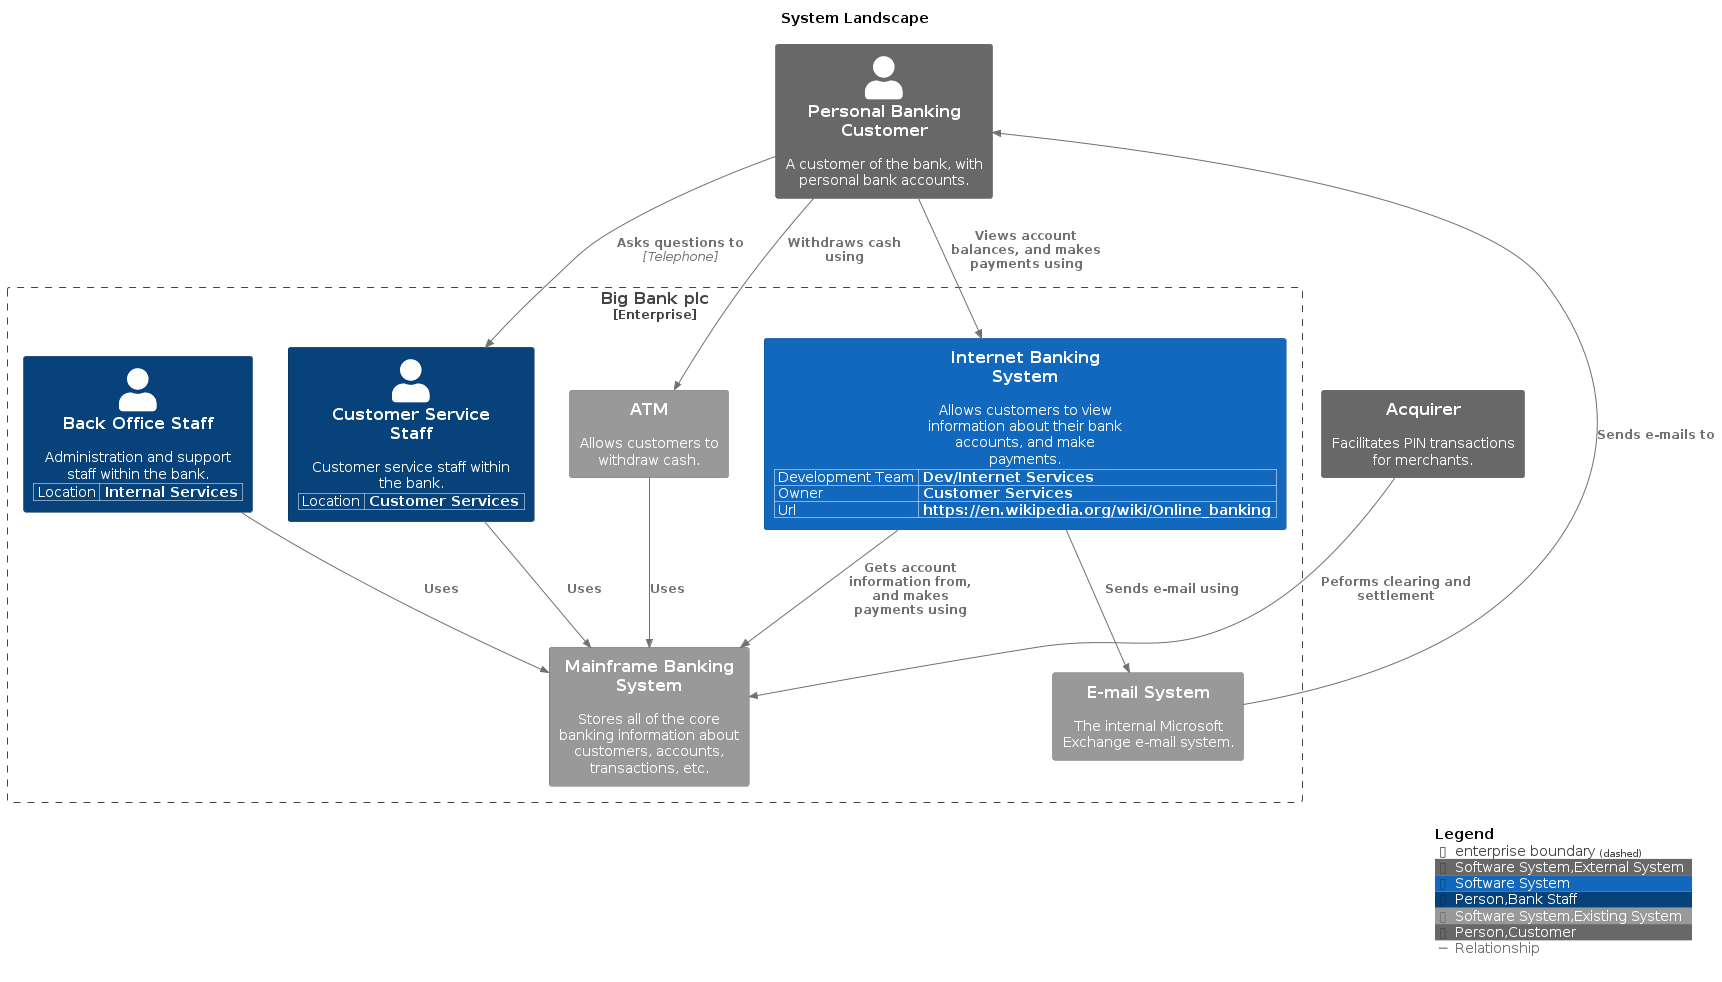 System Landscape
Personal Banking
Customer
A customer of the bank, with
personal bank accounts.
Asks questions to
[Telephone]
Withdraws cash
using
Views account
balances, and makes
payments using
Big Bank plc
[Enterprise]
Back Office Staff
Administration and support
staff within the bank.
Location Internal Services
Customer Service
Staff
Customer service staff within
the bank.
Location Customer Services
ATM
Allows customers to
withdraw cash.
Internet Banking
System
Allows customers to view
information about their bank
accounts, and make
payments.
Development Team Dev/Internet Services
Owner Customer Services
Url https://en.wikipedia.org/wiki/Online_banking
Acquirer
Facilitates PIN transactions
for merchants.
Sends e-mails to
Uses
Uses
Uses
Gets account
information from,
and makes
payments using
Sends e-mail using
Peforms clearing and
settlement
Mainframe Banking
System
Stores all of the core
banking information about
customers, accounts,
transactions, etc.
E-mail System
The internal Microsoft
Exchange e-mail system.
Legend
enterprise boundary (dashed)
Software System,External System
Software System
Person,Bank Staff
Software System,Existing System
Person,Customer
Relationship